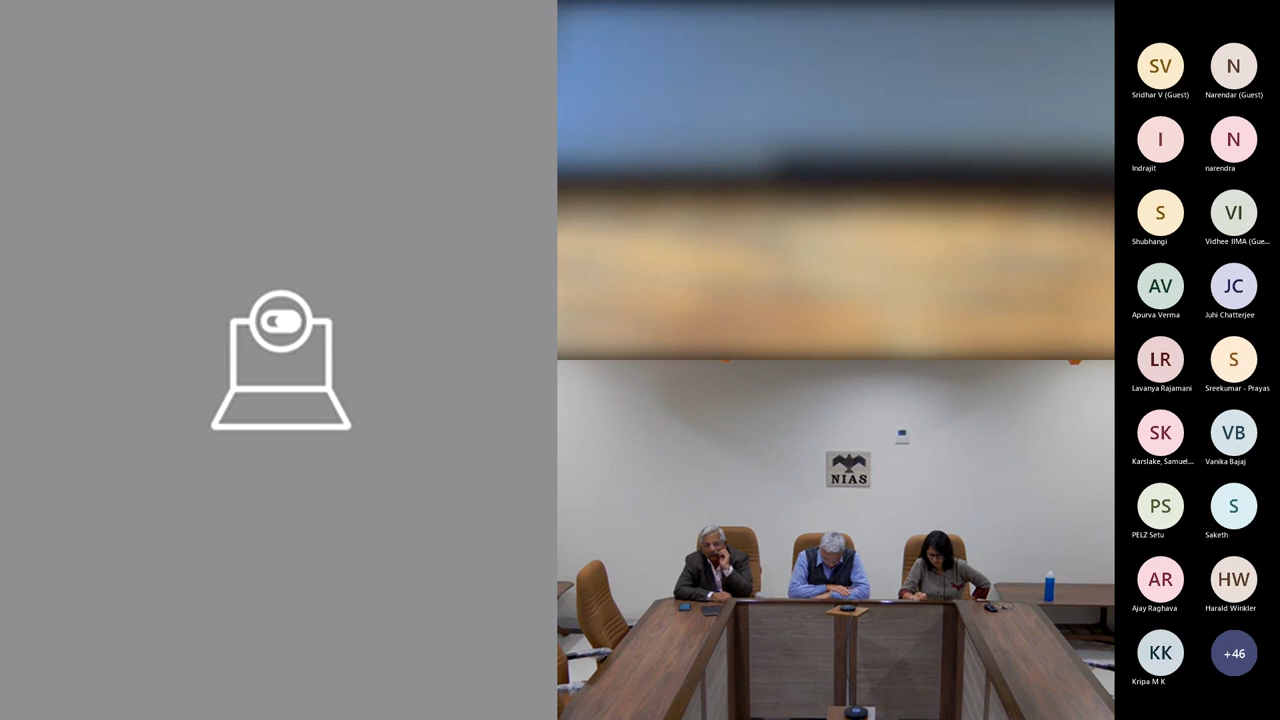 SV
N
Sridhar V (Guest)
Narendar (Guest)
I
N
Indrajit
narendra
S
VI
Shubhangi
Vidhee IIMA (Gue...
AV
JC
Apurva Verma
Juhi Chatterjee
LR
S
Lavanya Rajamani
Sreekumar - Prayas
SK
VB
Karslake, Samuel...
Vanika Bajaj
NIAS
PS
S
PELZ Setu
Saketh
AR
HW
Ajay Raghava
Harald Winkler
KK
+46
Kripa M K